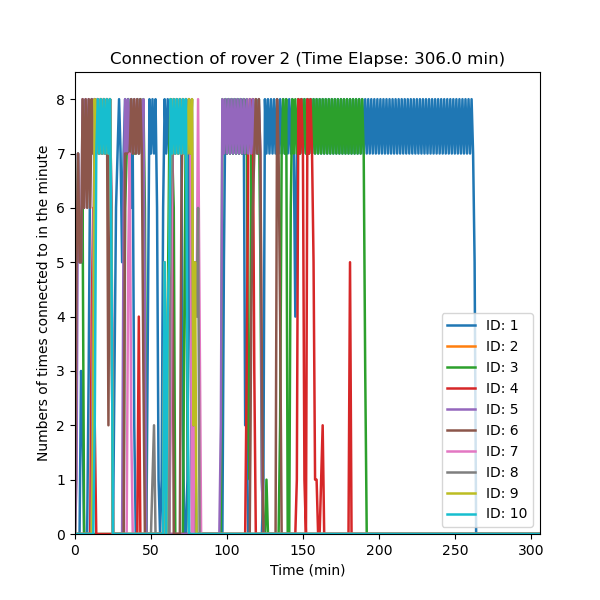 Connection of rover 2 (Time Elapse: 306.0 min)
Numbers of times connected to in the minute
8
7
6
5
4
3
2
1
0
0 50 100 150 200 250 300
Time (min)
ID: 1
ID: 2
ID: 3
ID: 4
ID: 5
ID: 6
ID: 7
ID: 8
ID: 9
ID: 10